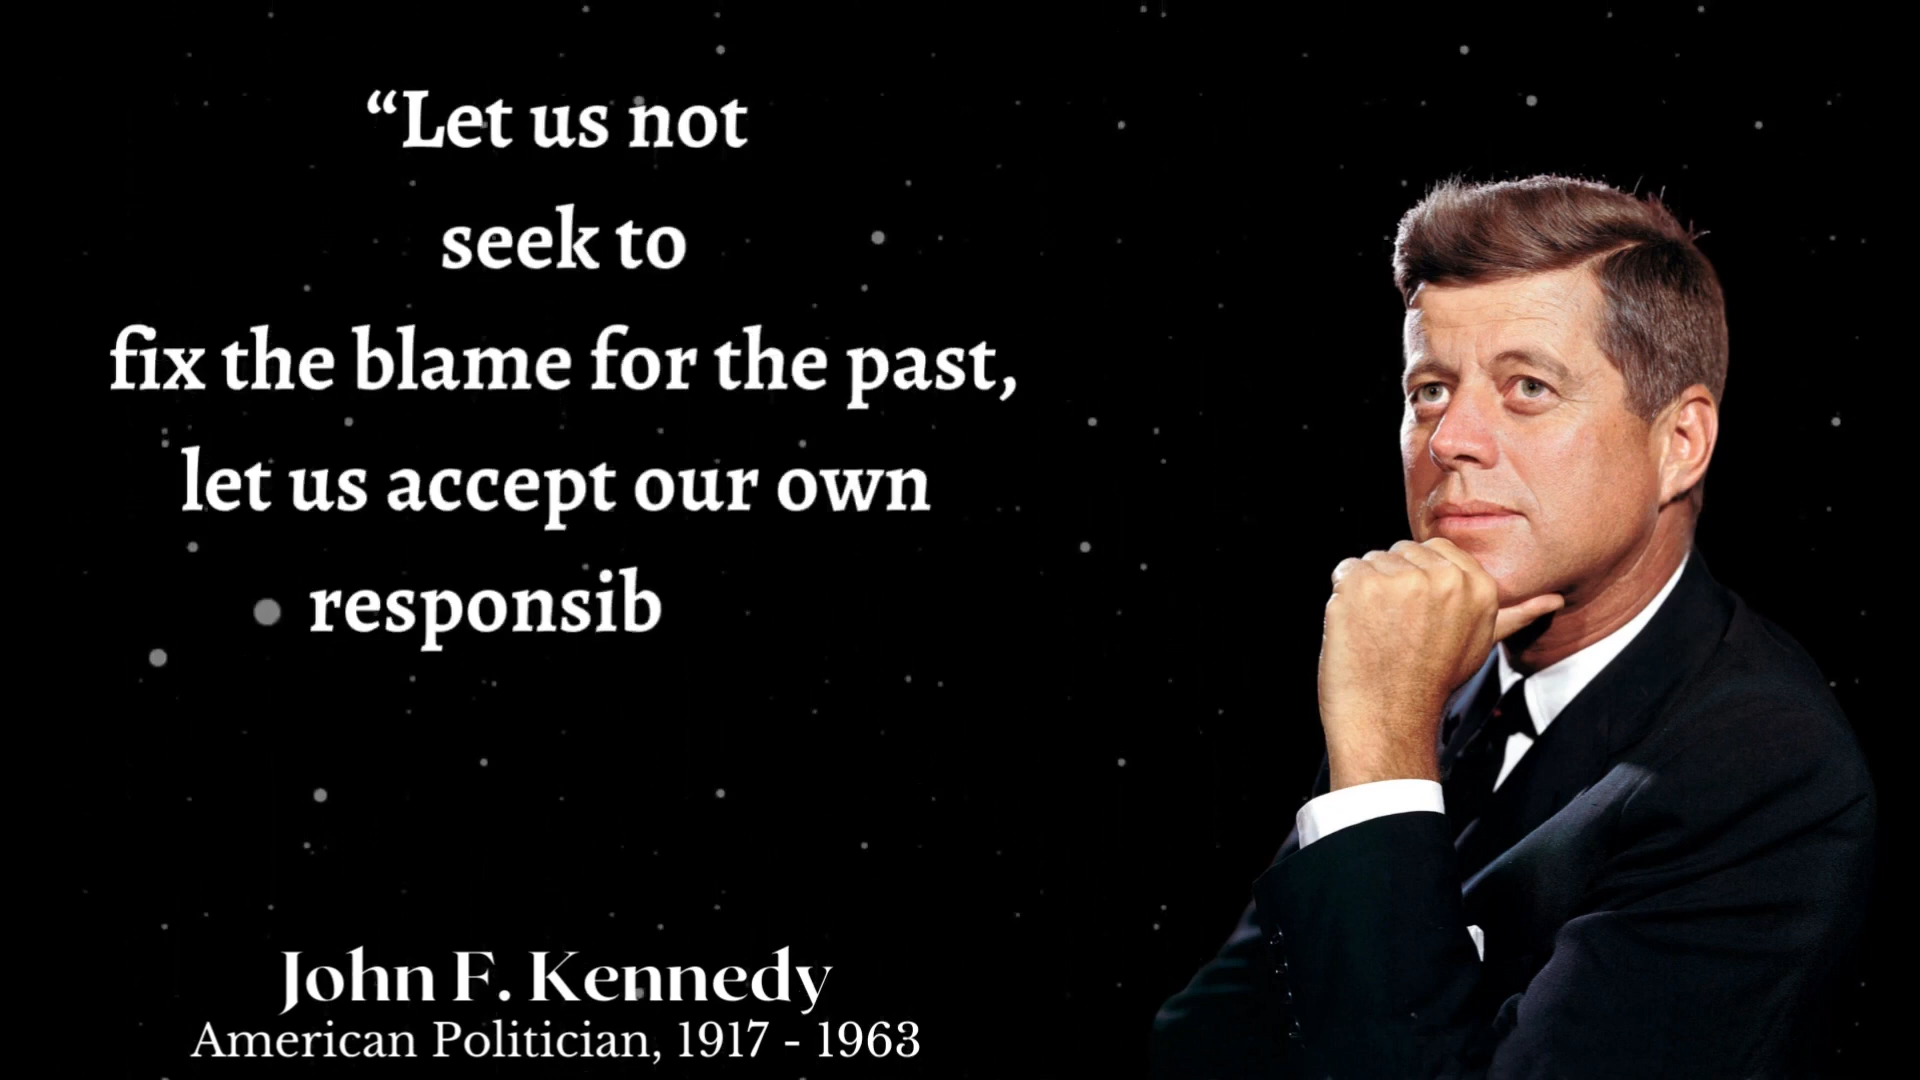 “Let us not
seek to
fix the blame for the past,
let us accept our own
responsib
John F. Kennedy
American Politician, 1917 - 1963